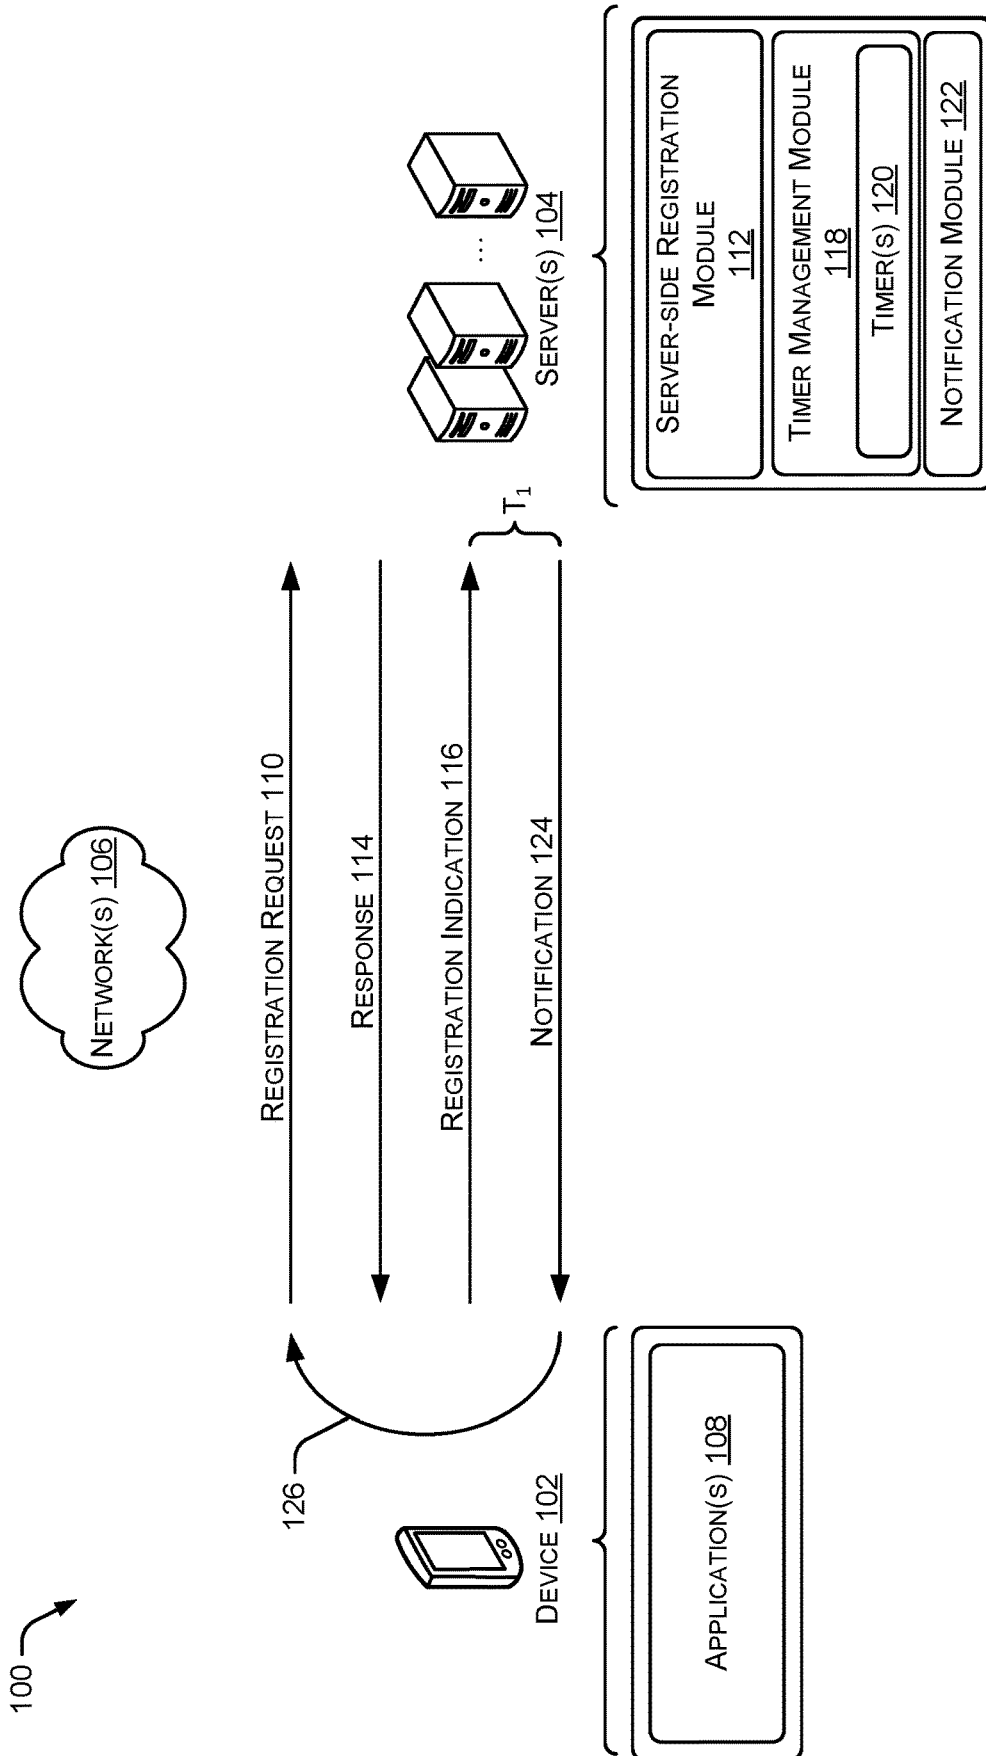 100
NETWORK(S) 106
126
REGISTRATION REQUEST 110
RESPONSE 114
REGISTRATION INDICATION 116
NOTIFICATION 124
T1
DEVICE 102
SERVER(S) 104
...
APPLICATION(S) 108
SERVER-SIDE REGISTRATION
MODULE
112
TIMER MANAGEMENT MODULE
118
TIMER(S) 120
NOTIFICATION MODULE 122